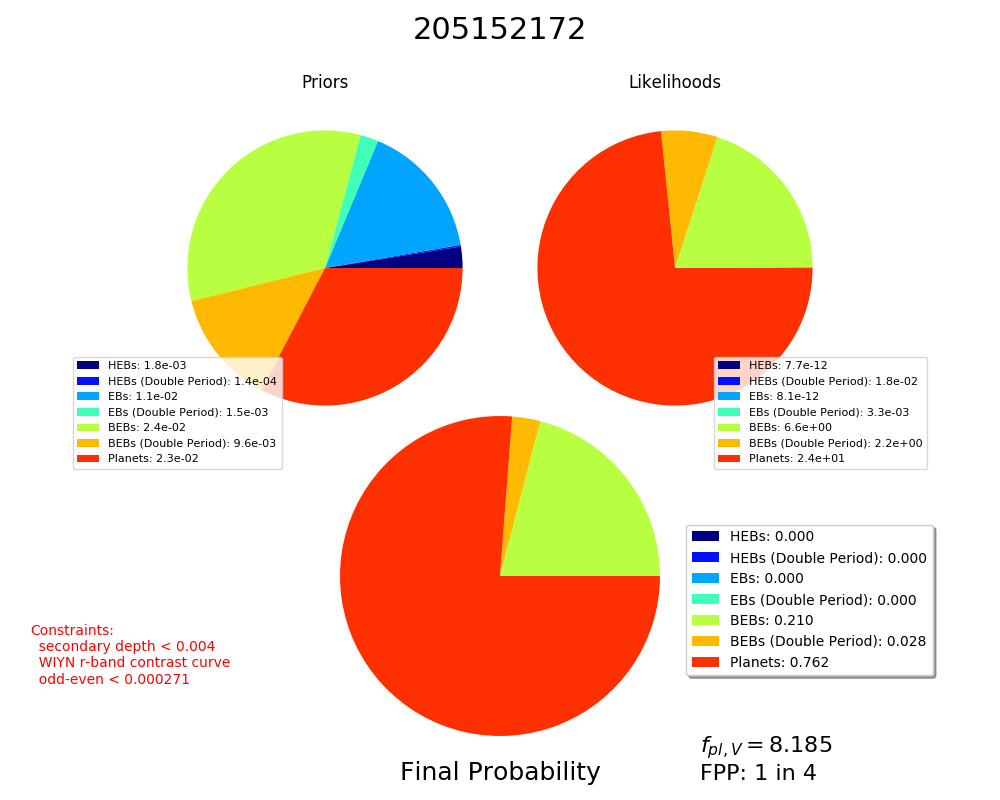 205152172
Priors
Likelihoods
HEBs: 1.8e-03
HEBs (Double Period): 1.4e-04
EBs: 1.1e-02
EBs (Double Period): 1.5e-03
BEBs: 2.4e-02
BEBs (Double Period): 9.6e-03
Planets: 2.3e-02
HEBs: 7.7e-12
HEBs (Double Period): 1.8e-02
EBs: 8.1e-12
EBs (Double Period): 3.3e-03
BEBs: 6.6e+00
BEBs (Double Period): 2.2e+00
Planets: 2.4e+01
HEBs: 0.000
HEBs (Double Period): 0.000
EBs: 0.000
EBs (Double Period): 0.000
BEBs: 0.210
BEBs (Double Period): 0.028
Planets: 0.762
Constraints:
secondary depth < 0.004
WIYN r-band contrast curve
odd-even < 0.000271
f_{pl,V} = 8.185
Final Probability
FPP: 1 in 4